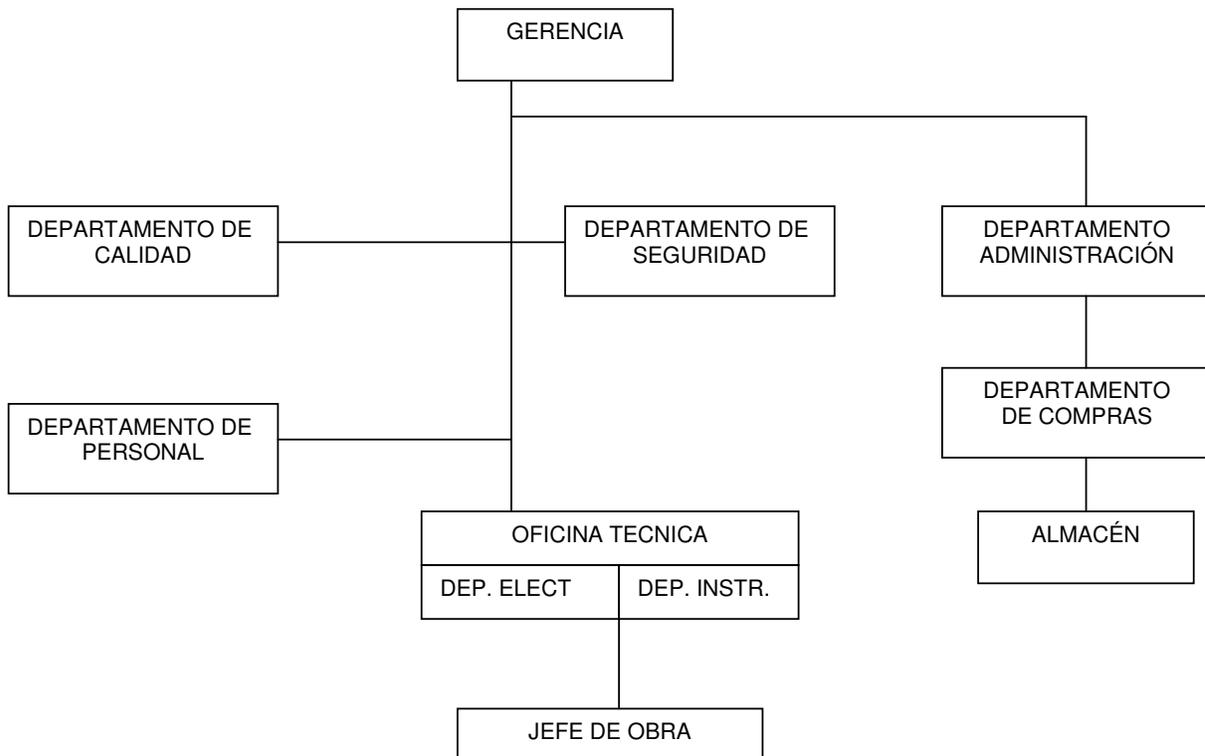 GERENCIA
DEPARTAMENTO DE
CALIDAD
DEPARTAMENTO DE
SEGURIDAD
DEPARTAMENTO
ADMINISTRACIÓN
DEPARTAMENTO
DE COMPRAS
DEPARTAMENTO DE
PERSONAL
OFICINA TECNICA
DEP. ELECT
DEP. INSTR.
ALMACÉN
JEFE DE OBRA